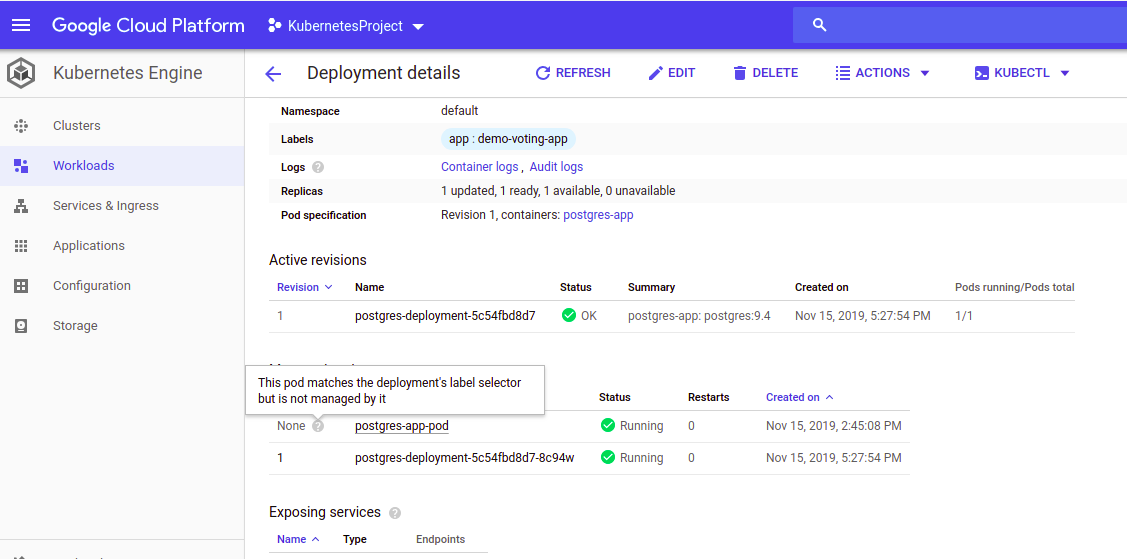 Google Cloud Platform KubernetesProject
Kubernetes Engine Deployment details REFRESH EDIT DELETE ACTIONS KUBECTL
Clusters
Workloads
Services & Ingress
Applications
Configuration
Storage
Namespace default
Labels app : demo-voting-app
Logs ? Container logs , Audit logs
Replicas 1 updated, 1 ready, 1 available, 0 unavailable
Pod specification Revision 1, containers: postgres-app
Active revisions
Revision Name Status Summary Created on Pods running/Pods total
1 postgres-deployment-5c54fbd8d7 OK postgres-app: postgres:9.4 Nov 15, 2019, 5:27:54 PM 1/1
This pod matches the deployment's label selector
but is not managed by it
Status Restarts Created on
None ? postgres-app-pod Running 0 Nov 15, 2019, 2:45:08 PM
1 postgres-deployment-5c54fbd8d7-8c94w Running 0 Nov 15, 2019, 5:27:54 PM
Exposing services ?
Name Type Endpoints